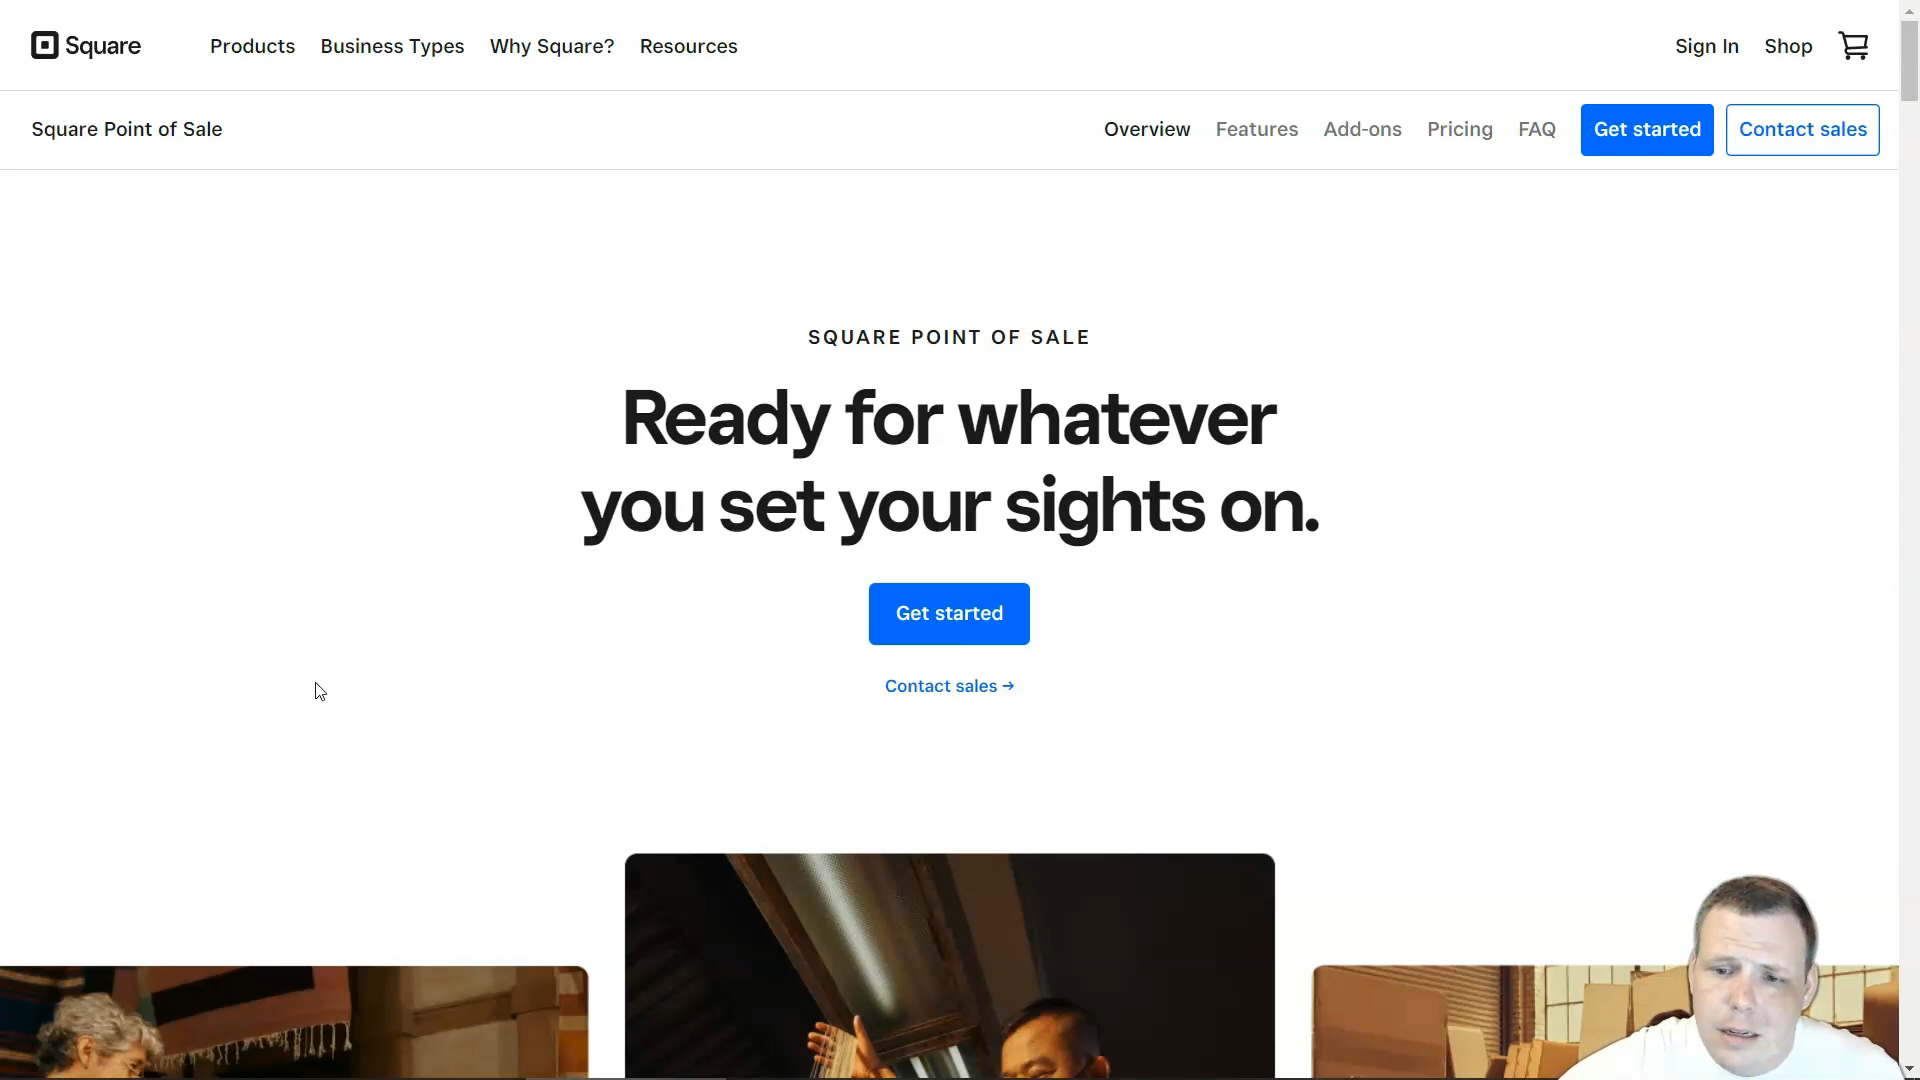 Square
Products
Business Types
Why Square?
Resources
Sign In
Shop
Square Point of Sale
Overview
Features
Add-ons
Pricing
FAQ
Get started
Contact sales
SQUARE POINT OF SALE
Ready for whatever
you set your sights on.
Get started
Contact sales →